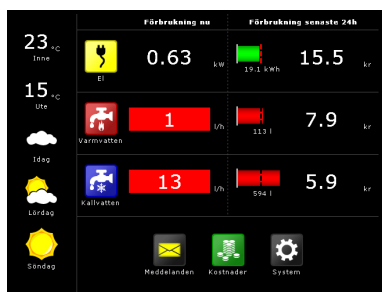 Förbrukning nu
Förbrukning senaste 24h
23 °C
Inne
15 °C
Ute
Idag
Lördag
Söndag
El
0.63 kW
19.1 kWh
15.5 kr
Varmvatten
1 l/h
113 l
7.9 kr
Kallvatten
13 l/h
594 l
5.9 kr
Meddelanden
Kostnader
System